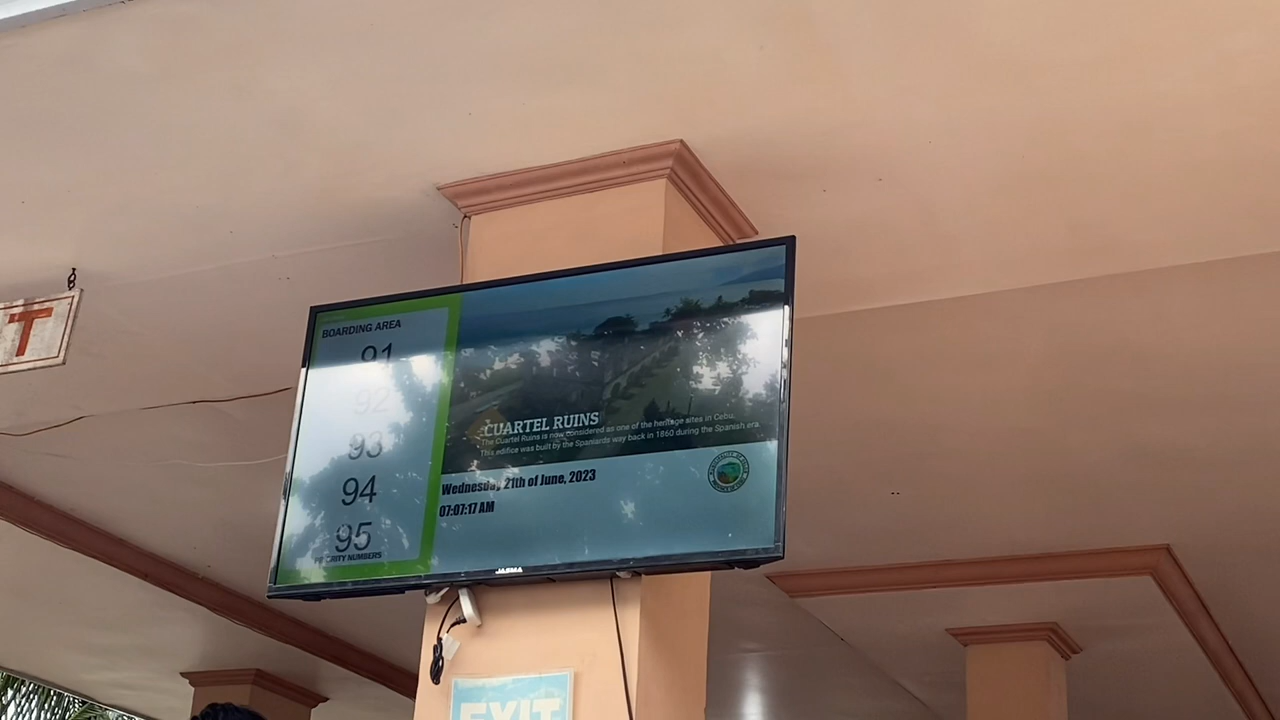 T
BOARDING AREA
91
92
93
94
95
PRIORITY NUMBERS
CUARTEL RUINS
The Cuartel Ruins is now considered as one of the heritage sites in Cebu.
This edifice was built by the Spaniards way back in 1860 during the Spanish era.
Wednesday 21th of June, 2023
07:07:17 AM
EXIT